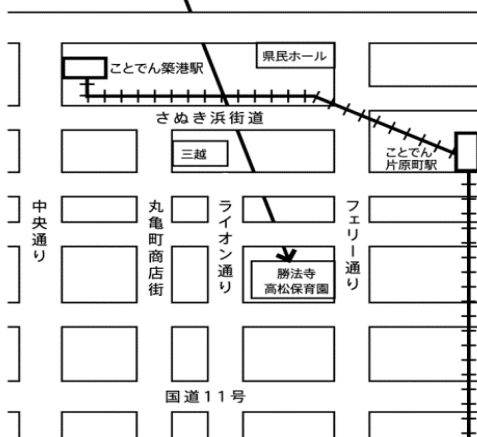 県民ホール
ことでん築港駅
さぬき浜街道
三越
ことでん
片原町駅
中央通り
丸亀町商店街
ライオン通り
フェリー通り
勝法寺
高松保育園
国道11号